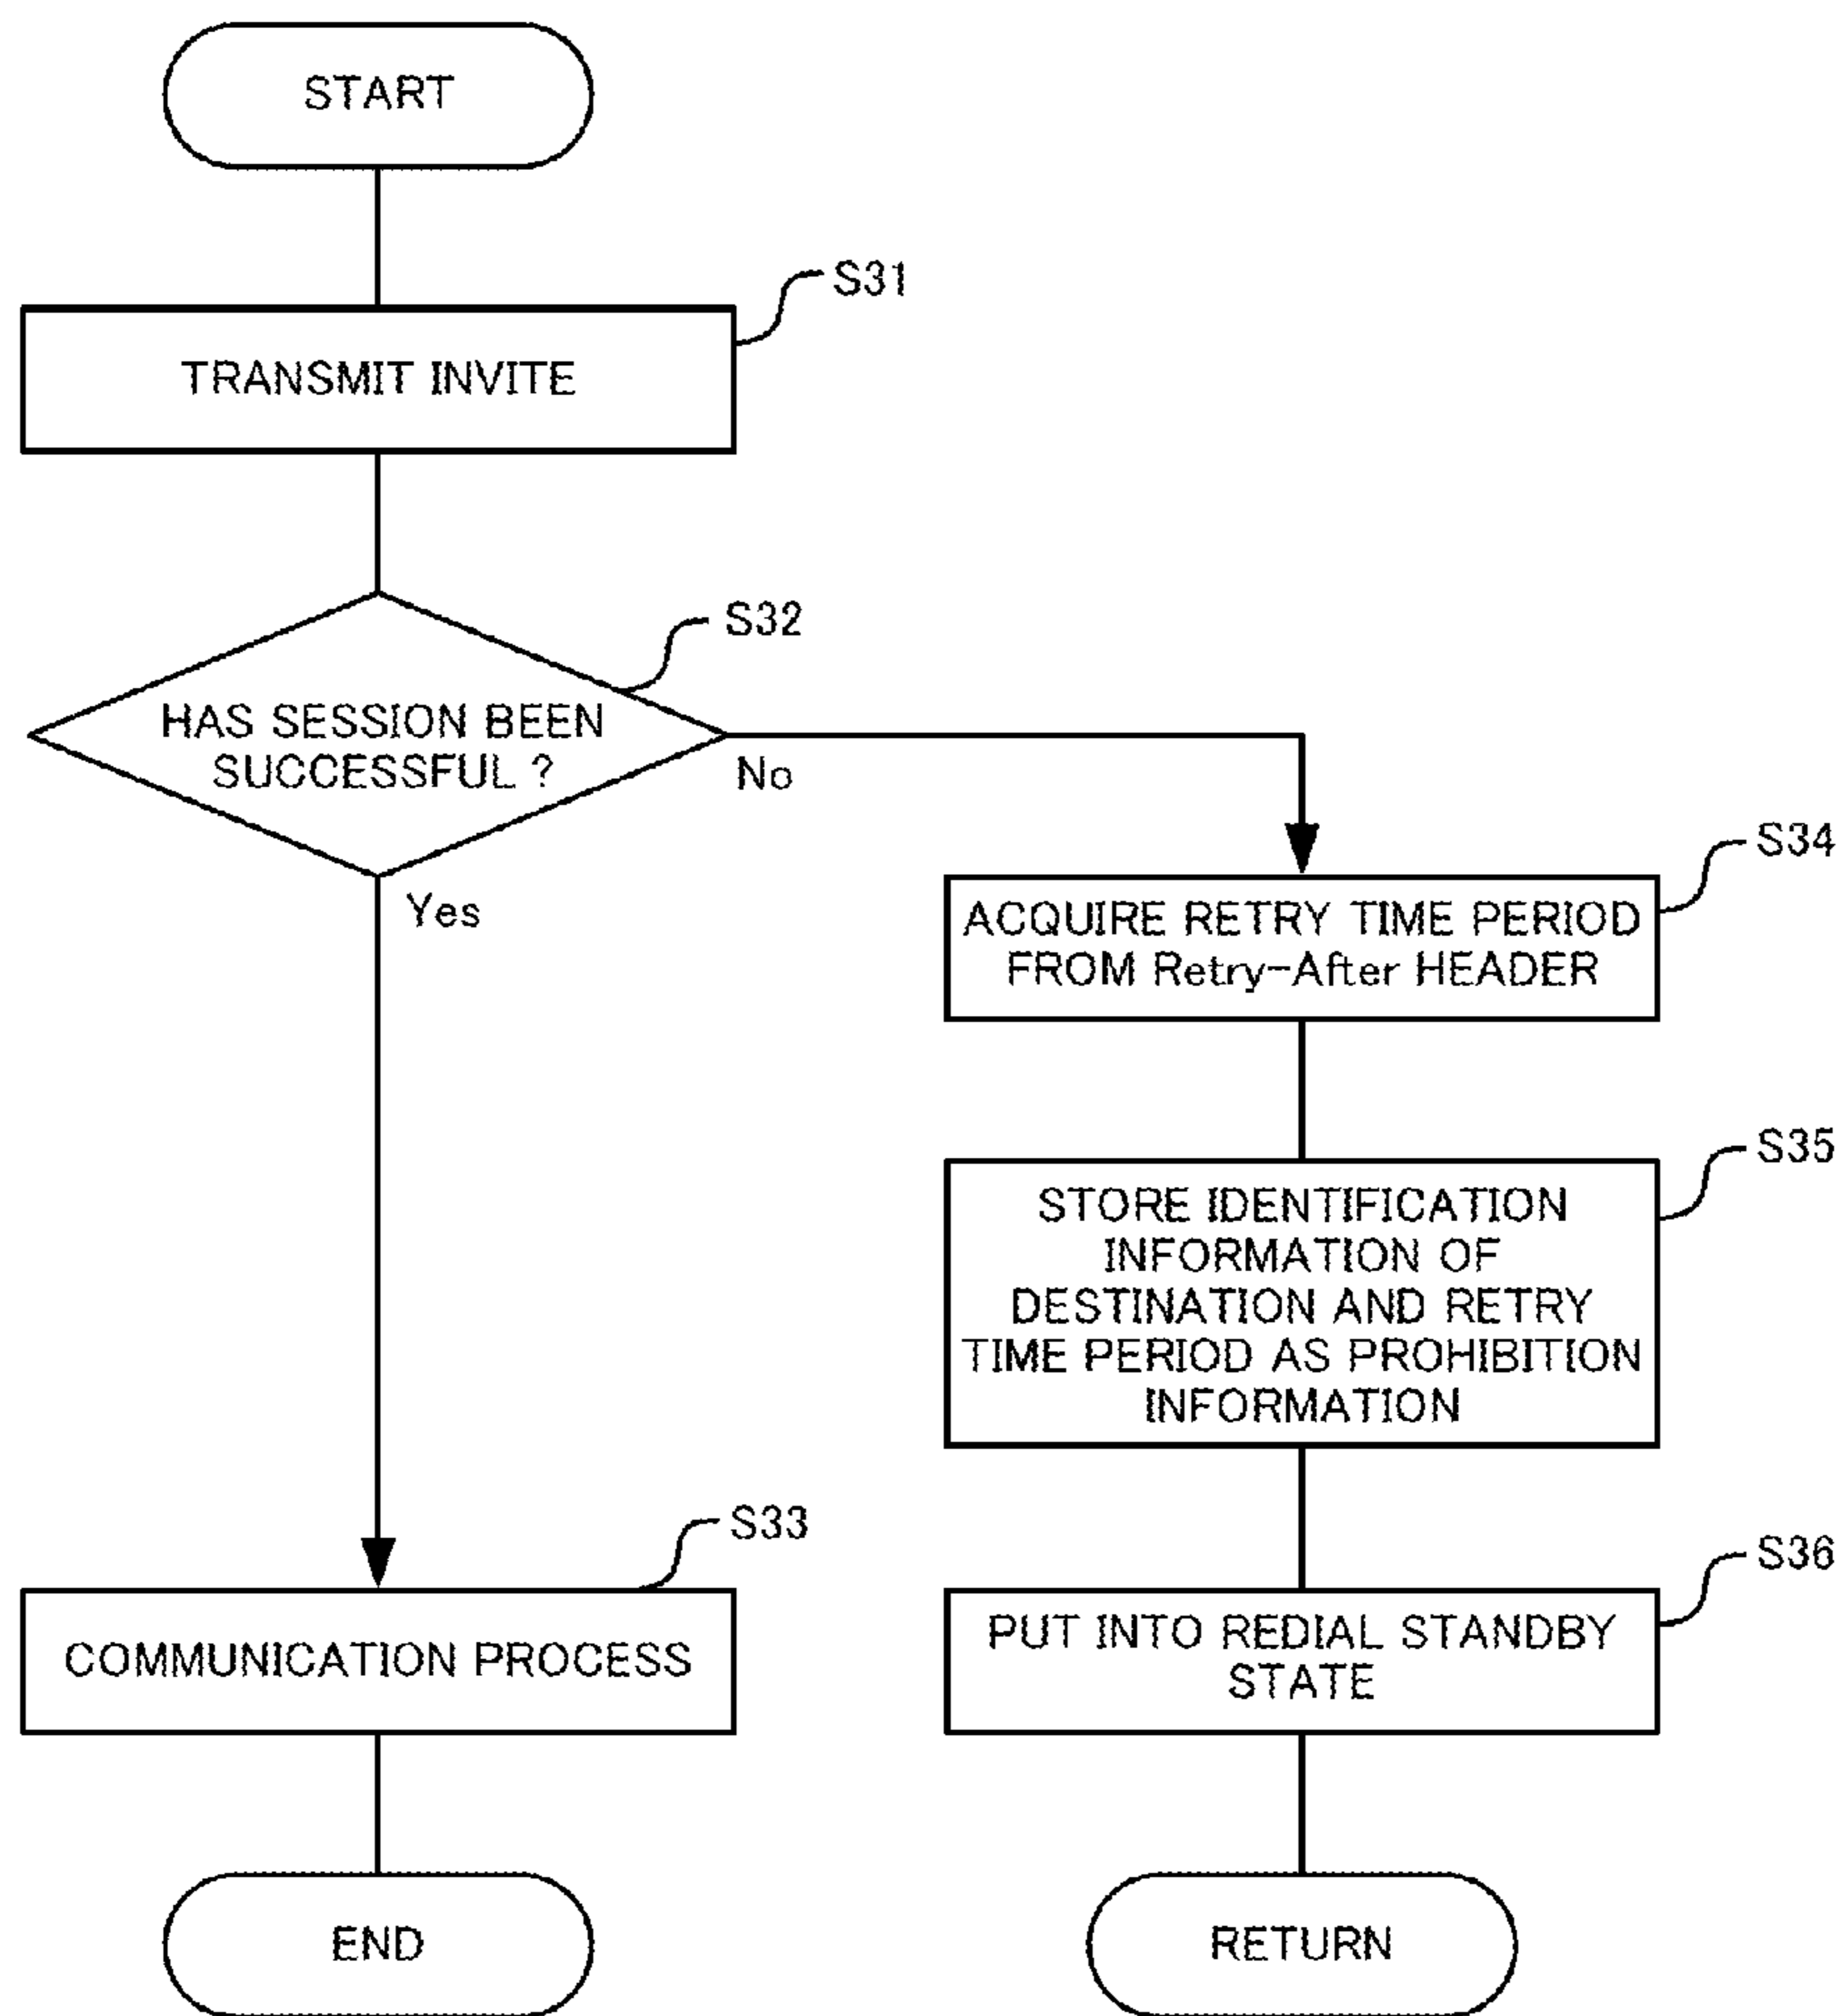 START
S31
TRANSMIT INVITE
S32
HAS SESSION BEEN
SUCCESSFUL ?
No
Yes
S34
ACQUIRE RETRY TIME PERIOD
FROM Retry-After HEADER
S35
STORE IDENTIFICATION
INFORMATION OF
DESTINATION AND RETRY
TIME PERIOD AS PROHIBITION
INFORMATION
S33
COMMUNICATION PROCESS
S36
PUT INTO REDIAL STANDBY
STATE
END
RETURN